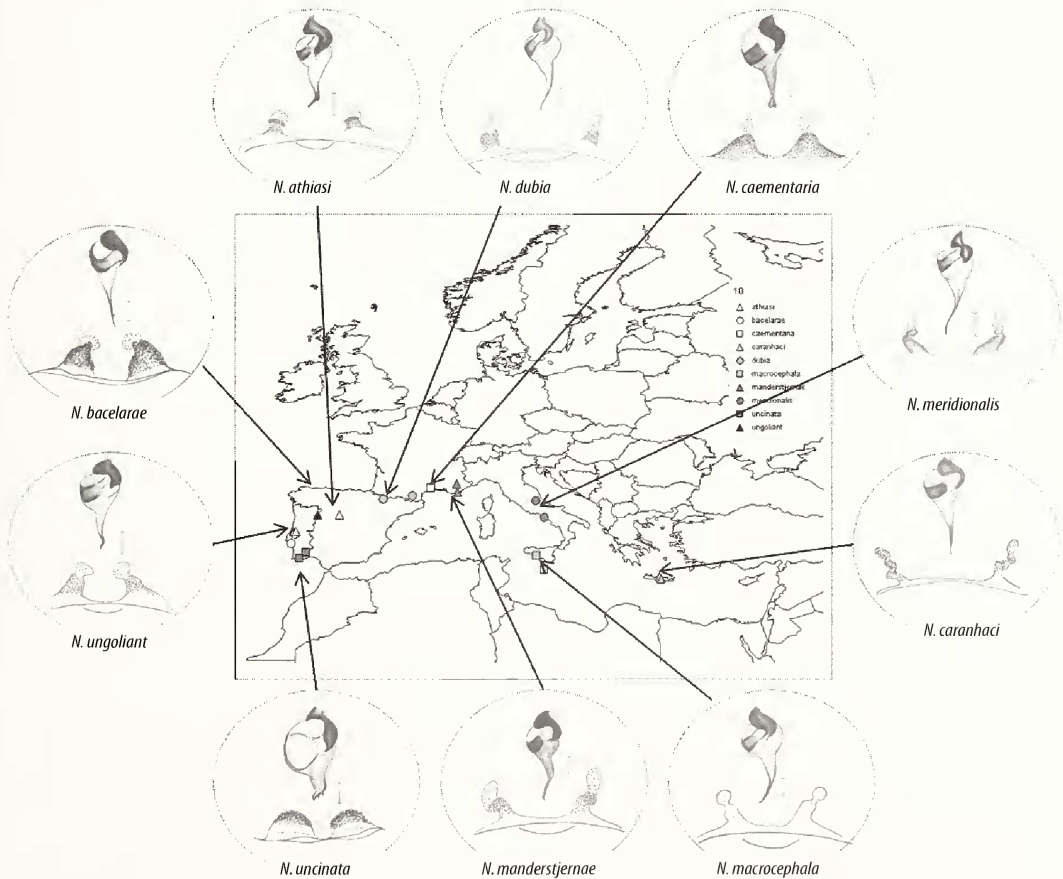 N. athiasi
N. dubia
N. caementaria
N. bacelarae
N. meridionalis
10
athiasi
bacelarae
caementaria
caranhaci
dubia
macrocephala
manderstjernae
meridionalis
uncinata
ungoliant
N. ungoliant
N. caranhaci
N. uncinata
N. manderstjernae
N. macrocephala